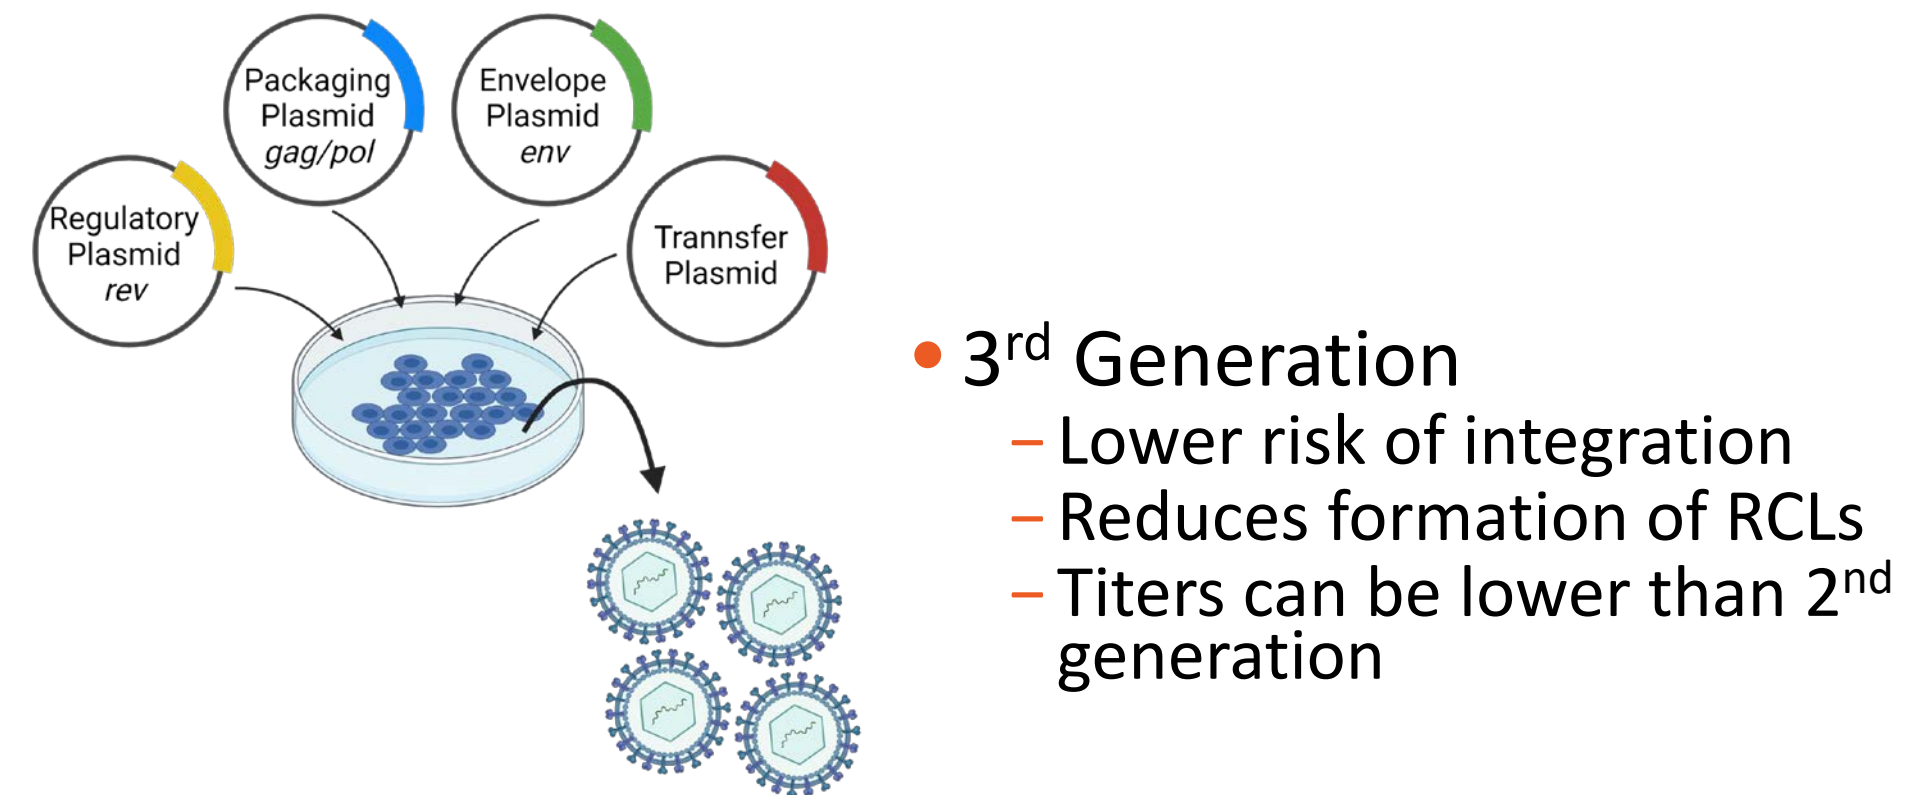 Packaging
Plasmid
gag/pol
Envelope
Plasmid
env
Regulatory
Plasmid
rev
Trannsfer
Plasmid
• 3rd Generation
– Lower risk of integration
– Reduces formation of RCLs
– Titers can be lower than 2nd
generation